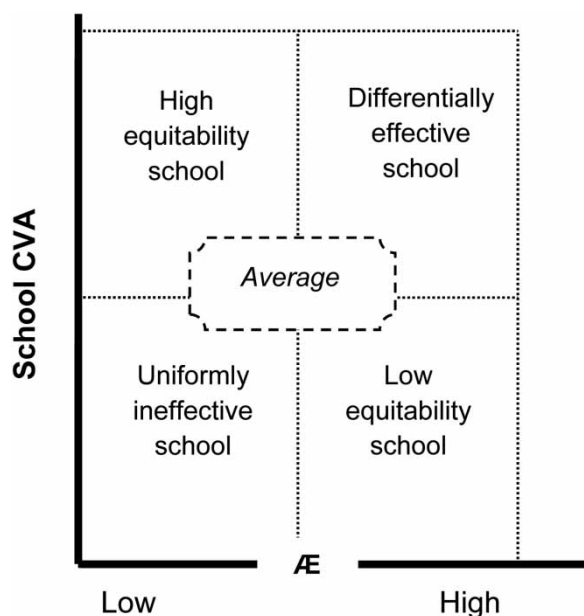 High
equitability
school
Differentially
effective
school
School CVA
Average
Uniformly
ineffective
school
Low
equitability
school
Æ
Low
High